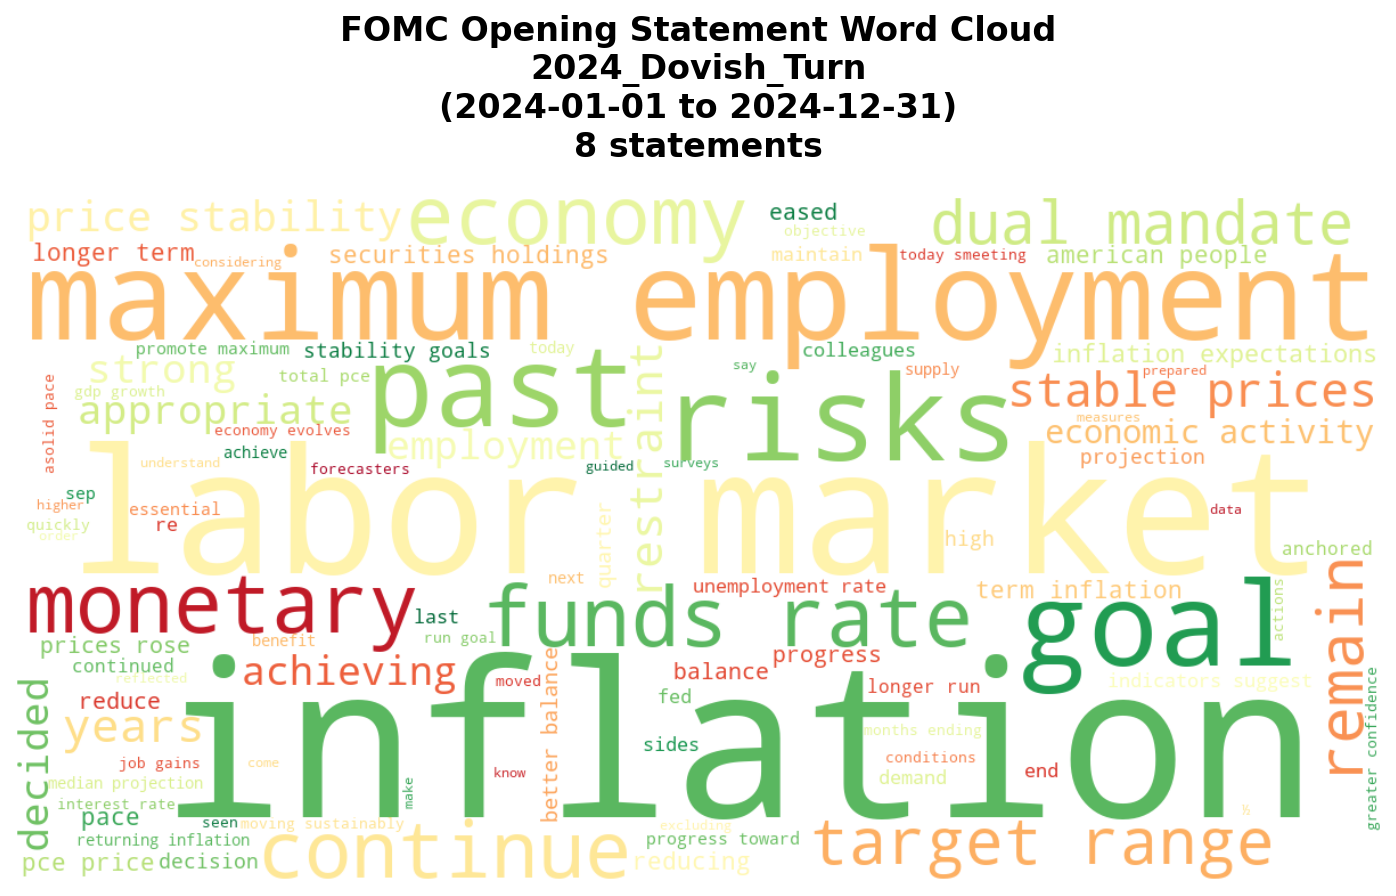 FOMC Opening Statement Word Cloud
2024_Dovish_Turn
(2024-01-01 to 2024-12-31)
8 statements
price stability
economy
eased
objective
dual mandate
longer term
considering
securities holdings
maintain
today smeeting
american people
maximum employment
promote maximum
stability goals
today
colleagues
inflation expectations
say
supply
prepared
strong
total pce
gdp growth
past
risks
stable prices
asolid pace
appropriate
restraint
measures
economy evolves
employment
economic activity
achieve
understand
forecasters
guided
surveys
projection
labor market
sep
higher
essential
quickly
re
order
quarter
high
data
anchored
monetary
next
unemployment rate
term inflation
remain
last
funds rate
goal
actions
run goal
prices rose
benefit
continued
reflected
achieving
better balance
balance
progress
moved
longer run
indicators suggest
decided
reduce
years
fed
inflation
months ending
sides
job gains
come
know
conditions
end
demand
greater confidence
median projection
make
interest rate
½
pace
seen
moving sustainably
excluding
returning inflation
continue
progress toward
target range
pce price
decision
reducing